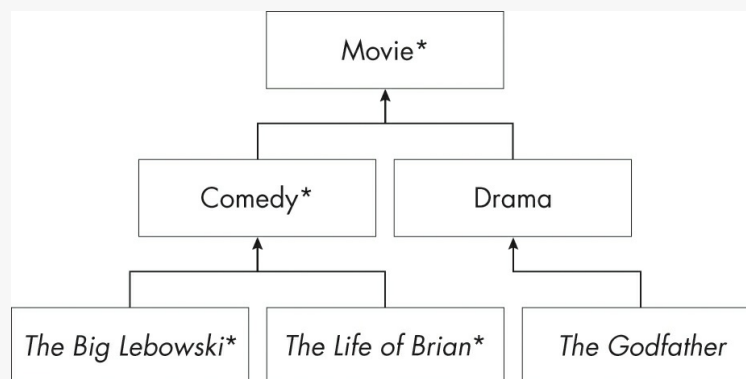 Movie*
Comedy*
Drama
The Big Lebowski*
The Life of Brian*
The Godfather